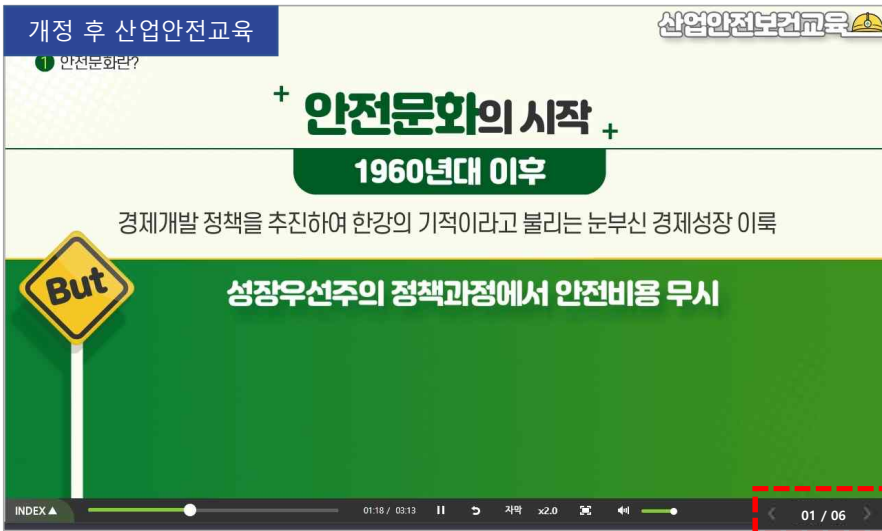 개정 후 산업안전교육
산업안전보건교육
1 안전문화란?
안전문화의 시작
1960년대 이후
경제개발 정책을 추진하여 한강의 기적이라고 불리는 눈부신 경제성장 이룩
But
성장우선주의 정책과정에서 안전비용 무시
INDEX▲ 01:18 / 03:13 자막 x2.0 01 / 06